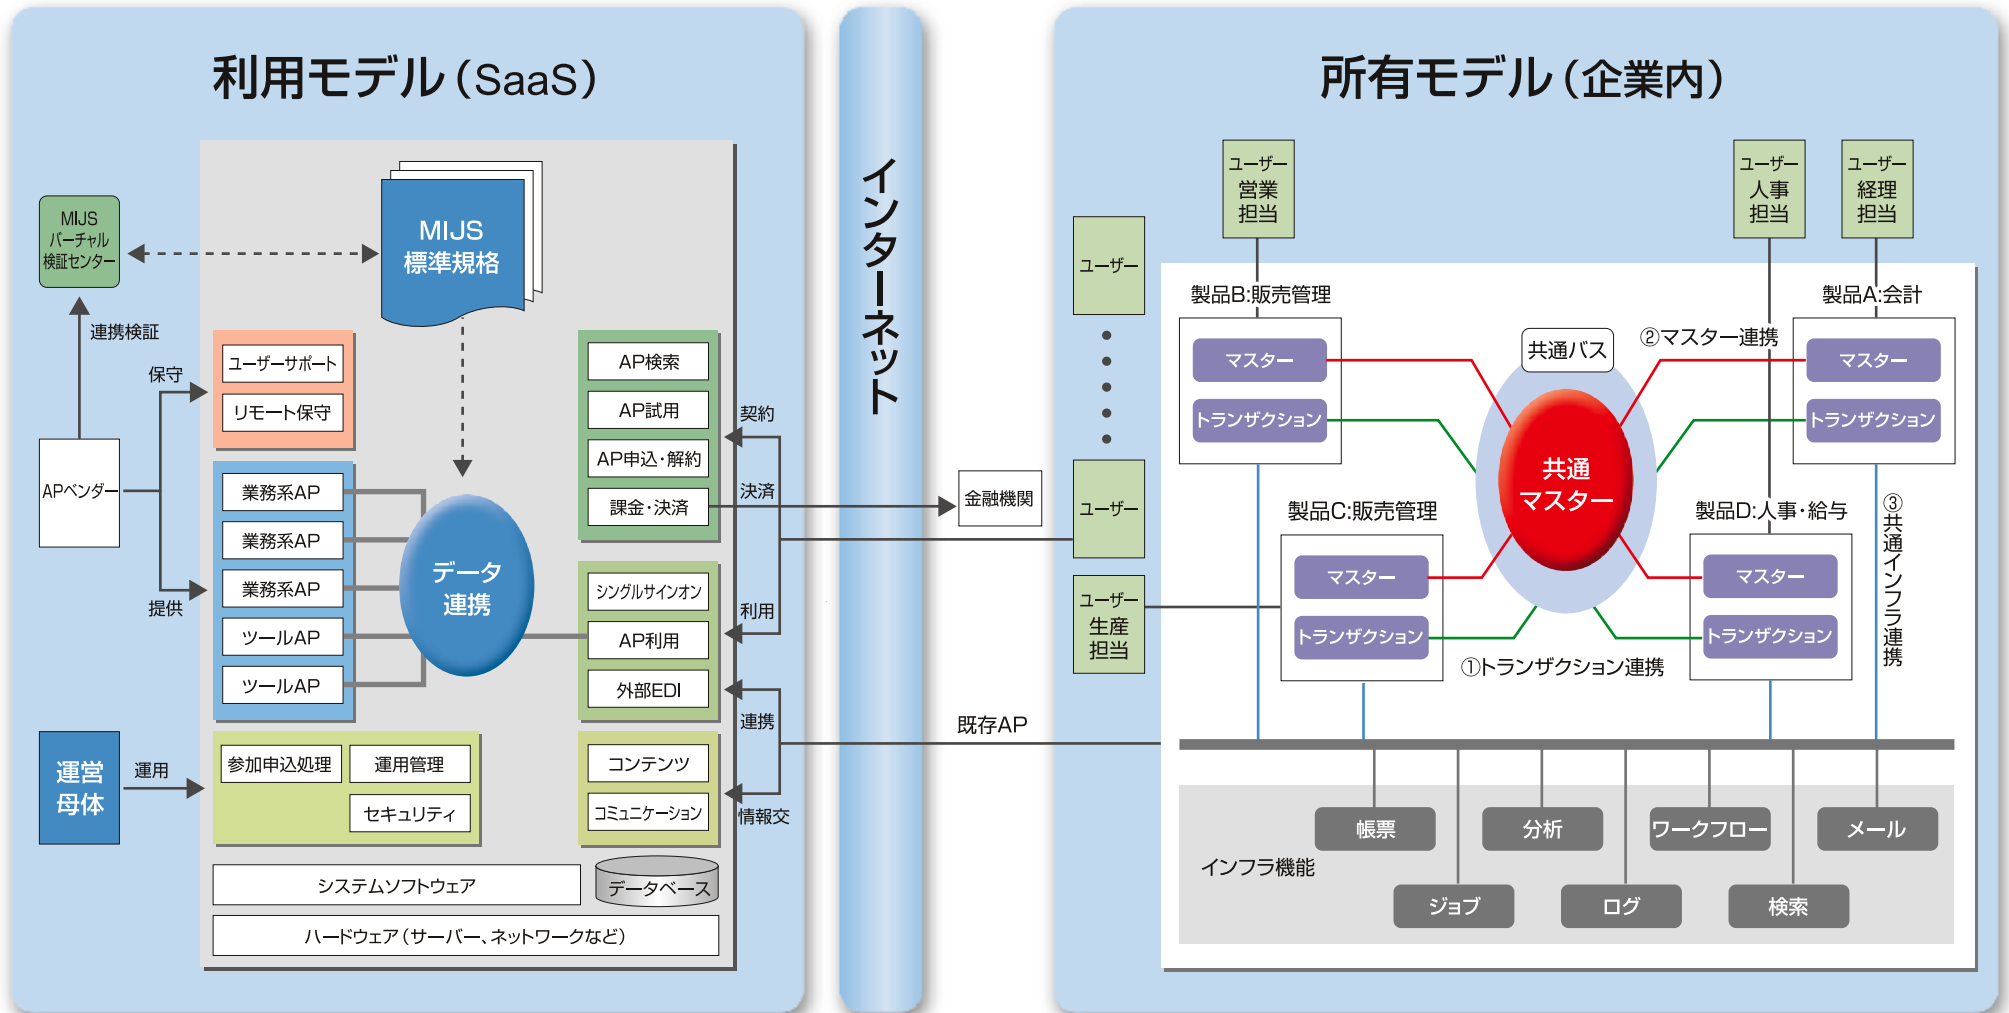 利用モデル（SaaS）
MIJS
バーチャル
検証センター
MIJS
標準規格
連携検証
保守
ユーザーサポート
リモート保守
APベンダー
提供
業務系AP
業務系AP
業務系AP
ツールAP
ツールAP
データ
連携
AP検索
AP試用
AP申込・解約
課金・決済
シングルサインオン
AP利用
外部EDI
コンテンツ
コミュニケーション
契約
決済
利用
連携
情報交
運営
母体
運用
参加申込処理
運用管理
セキュリティ
システムソフトウェア
データベース
ハードウェア（サーバー、ネットワークなど）
インターネット
金融機関
既存AP
所有モデル（企業内）
ユーザー
ユーザー
ユーザー
生産
担当
ユーザー
営業
担当
ユーザー
人事
担当
ユーザー
経理
担当
製品B:販売管理
マスター
トランザクション
製品A:会計
マスター
トランザクション
共通バス
②マスター連携
共通
マスター
製品C:販売管理
マスター
トランザクション
製品D:人事・給与
マスター
トランザクション
①トランザクション連携
③共通インフラ連携
インフラ機能
帳票
分析
ワークフロー
メール
ジョブ
ログ
検索